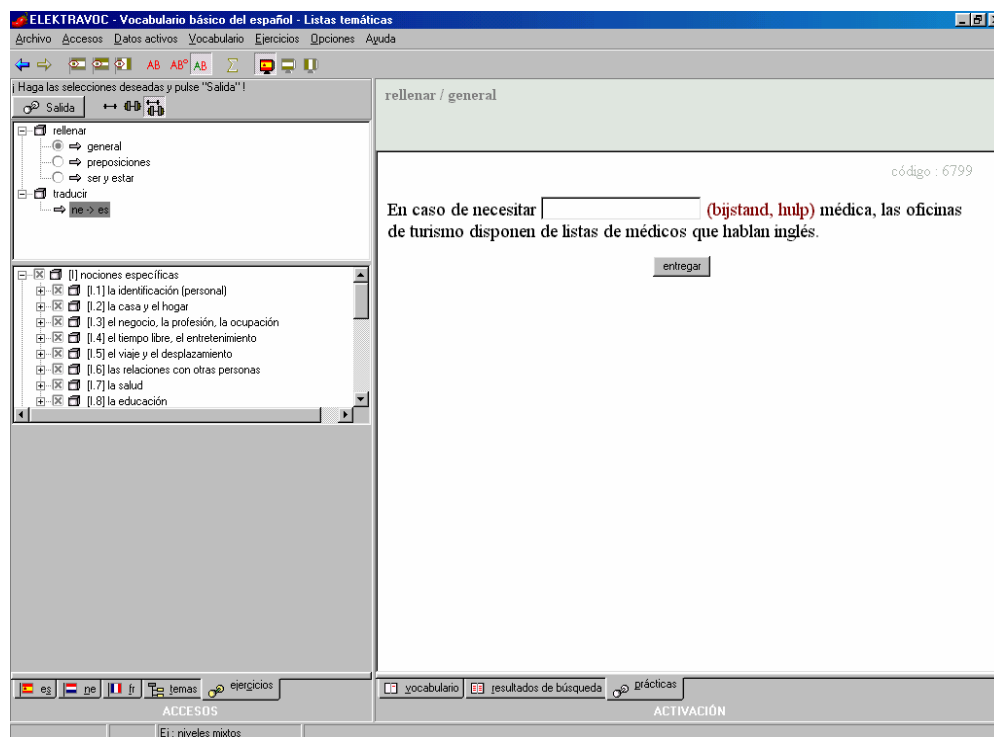 ELEKTRAVOC - Vocabulario básico del español - Listas temáticas
Archivo Accesos Datos activos Vocabulario Ejercicios Opciones Ayuda
AB AB° AB Σ
¡ Haga las selecciones deseadas y pulse "Salida" !
Salida
rellenar
general
preposiciones
ser y estar
traducir
ne -> es
[I] nociones específicas
[I.1] la identificación (personal)
[I.2] la casa y el hogar
[I.3] el negocio, la profesión, la ocupación
[I.4] el tiempo libre, el entretenimiento
[I.5] el viaje y el desplazamiento
[I.6] las relaciones con otras personas
[I.7] la salud
[I.8] la educación
es ne fr temas ejercicios
ACCESOS
Ej : niveles mixtos
rellenar / general
código : 6799
En caso de necesitar (bijstand, hulp) médica, las oficinas
de turismo disponen de listas de médicos que hablan inglés.
entregar
vocabulario resultados de búsqueda prácticas
ACTIVACIÓN